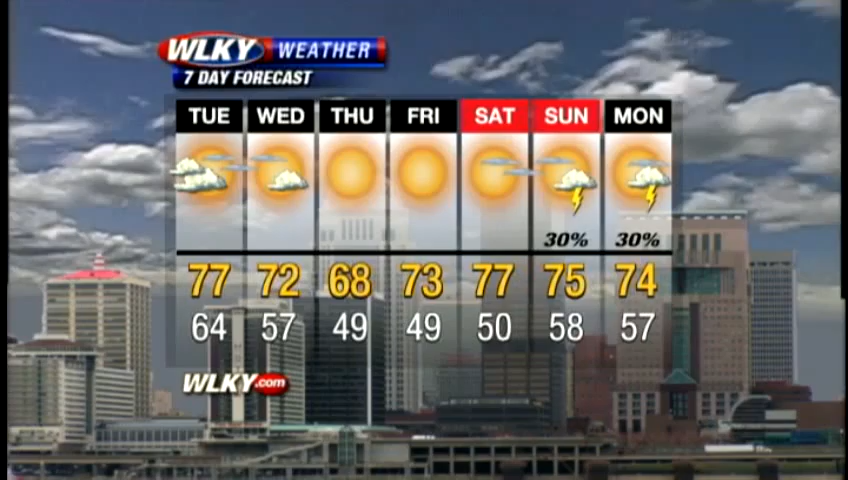 WLKY WEATHER
7 DAY FORECAST
TUE WED THU FRI SAT SUN MON
30% 30%
77 72 68 73 77 75 74
64 57 49 49 50 58 57
WLKY.com